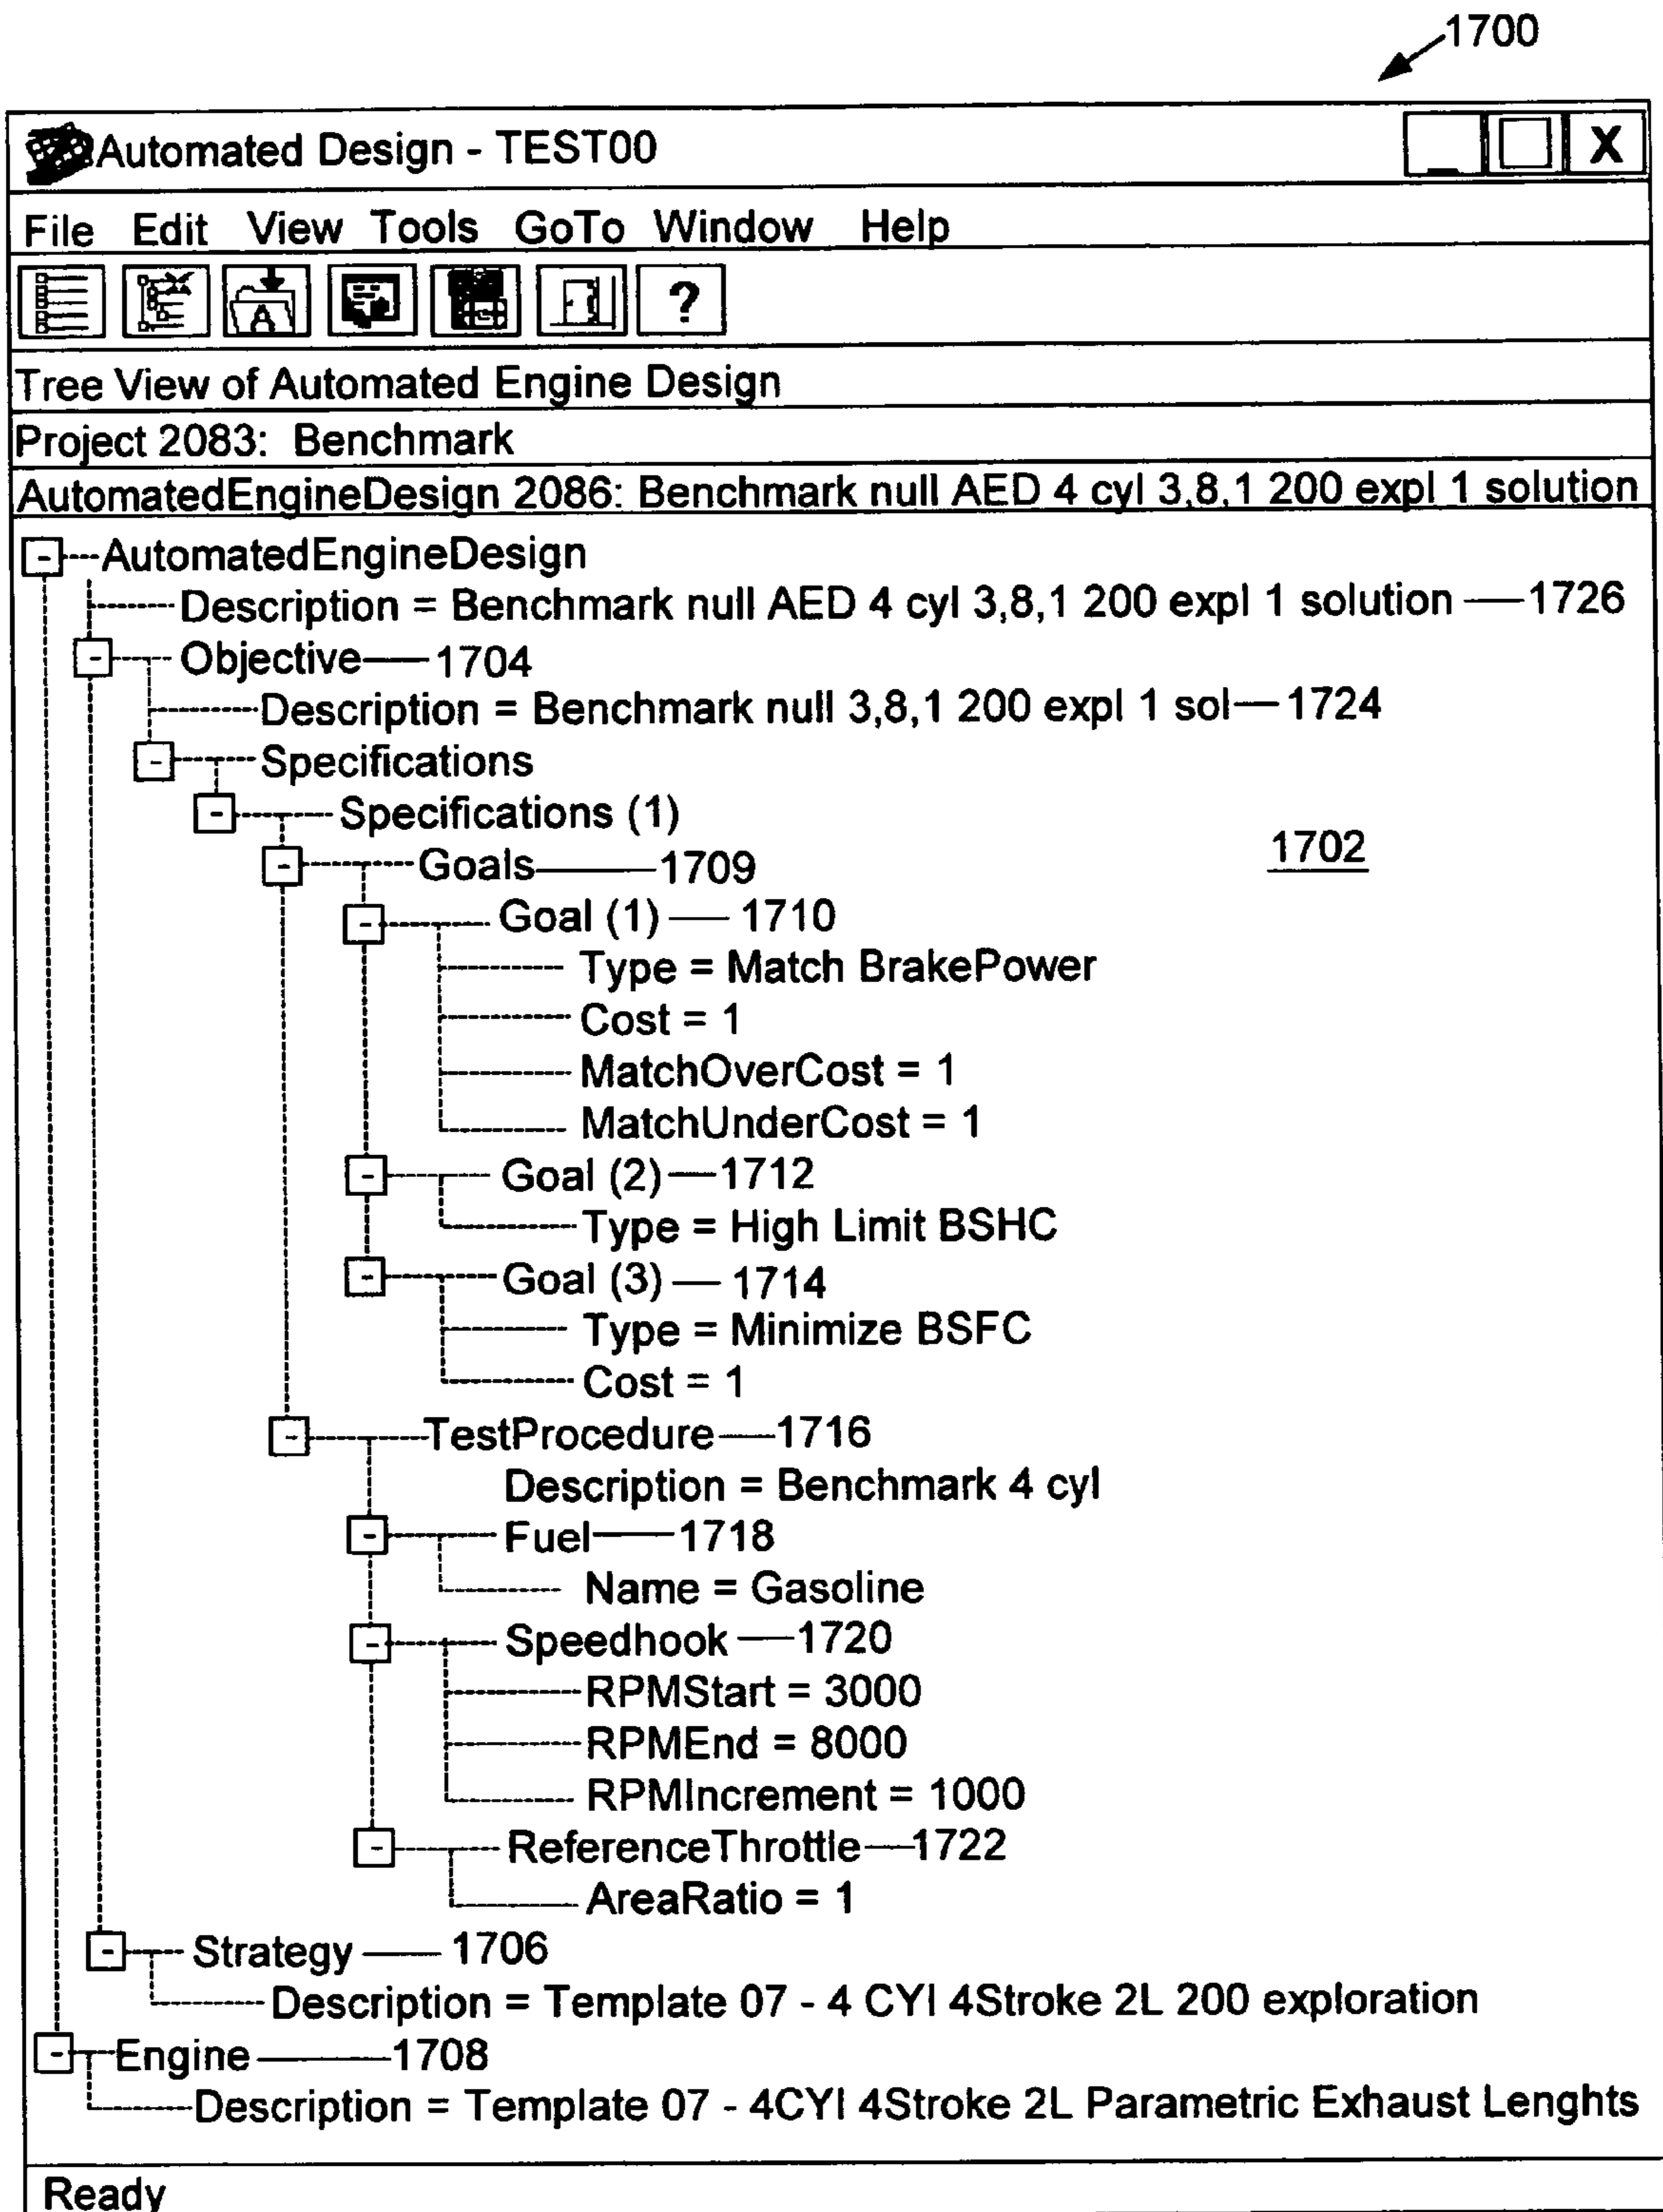 1700
Automated Design - TEST00
X
File Edit View Tools GoTo Window Help
A ?
Tree View of Automated Engine Design
Project 2083: Benchmark
AutomatedEngineDesign 2086: Benchmark null AED 4 cyl 3,8,1 200 expl 1 solution
AutomatedEngineDesign
Description = Benchmark null AED 4 cyl 3,8,1 200 expl 1 solution 1726
Objective 1704
Description = Benchmark null 3,8,1 200 expl 1 sol 1724
Specifications
Specifications (1)
1702
Goals 1709
Goal (1) 1710
Type = Match BrakePower
Cost = 1
MatchOverCost = 1
MatchUnderCost = 1
Goal (2) 1712
Type = High Limit BSHC
Goal (3) 1714
Type = Minimize BSFC
Cost = 1
TestProcedure 1716
Description = Benchmark 4 cyl
Fuel 1718
Name = Gasoline
Speedhook 1720
RPMStart = 3000
RPMEnd = 8000
RPMIncrement = 1000
ReferenceThrottle 1722
AreaRatio = 1
Strategy 1706
Description = Template 07 - 4 CYl 4Stroke 2L 200 exploration
Engine 1708
Description = Template 07 - 4CYl 4Stroke 2L Parametric Exhaust Lenghts
Ready